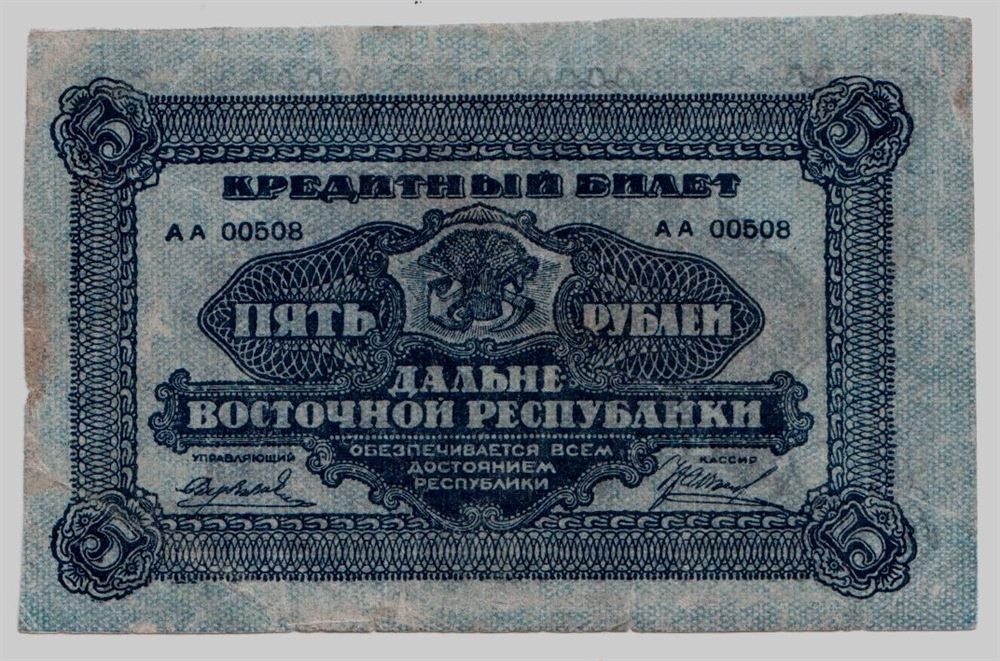 5 5
КРЕДИТНЫЙ БИЛЕТ
АА 00508 АА 00508
ПЯТЬ РУБЛЕЙ
ДАЛЬНЕ-
ВОСТОЧНОЙ РЕСПУБЛИКИ
УПРАВЛЯЮЩИЙ
КАССИР
ОБЕЗПЕЧИВАЕТСЯ ВСЕМ
ДОСТОЯНИЕМ
РЕСПУБЛИКИ
5 5